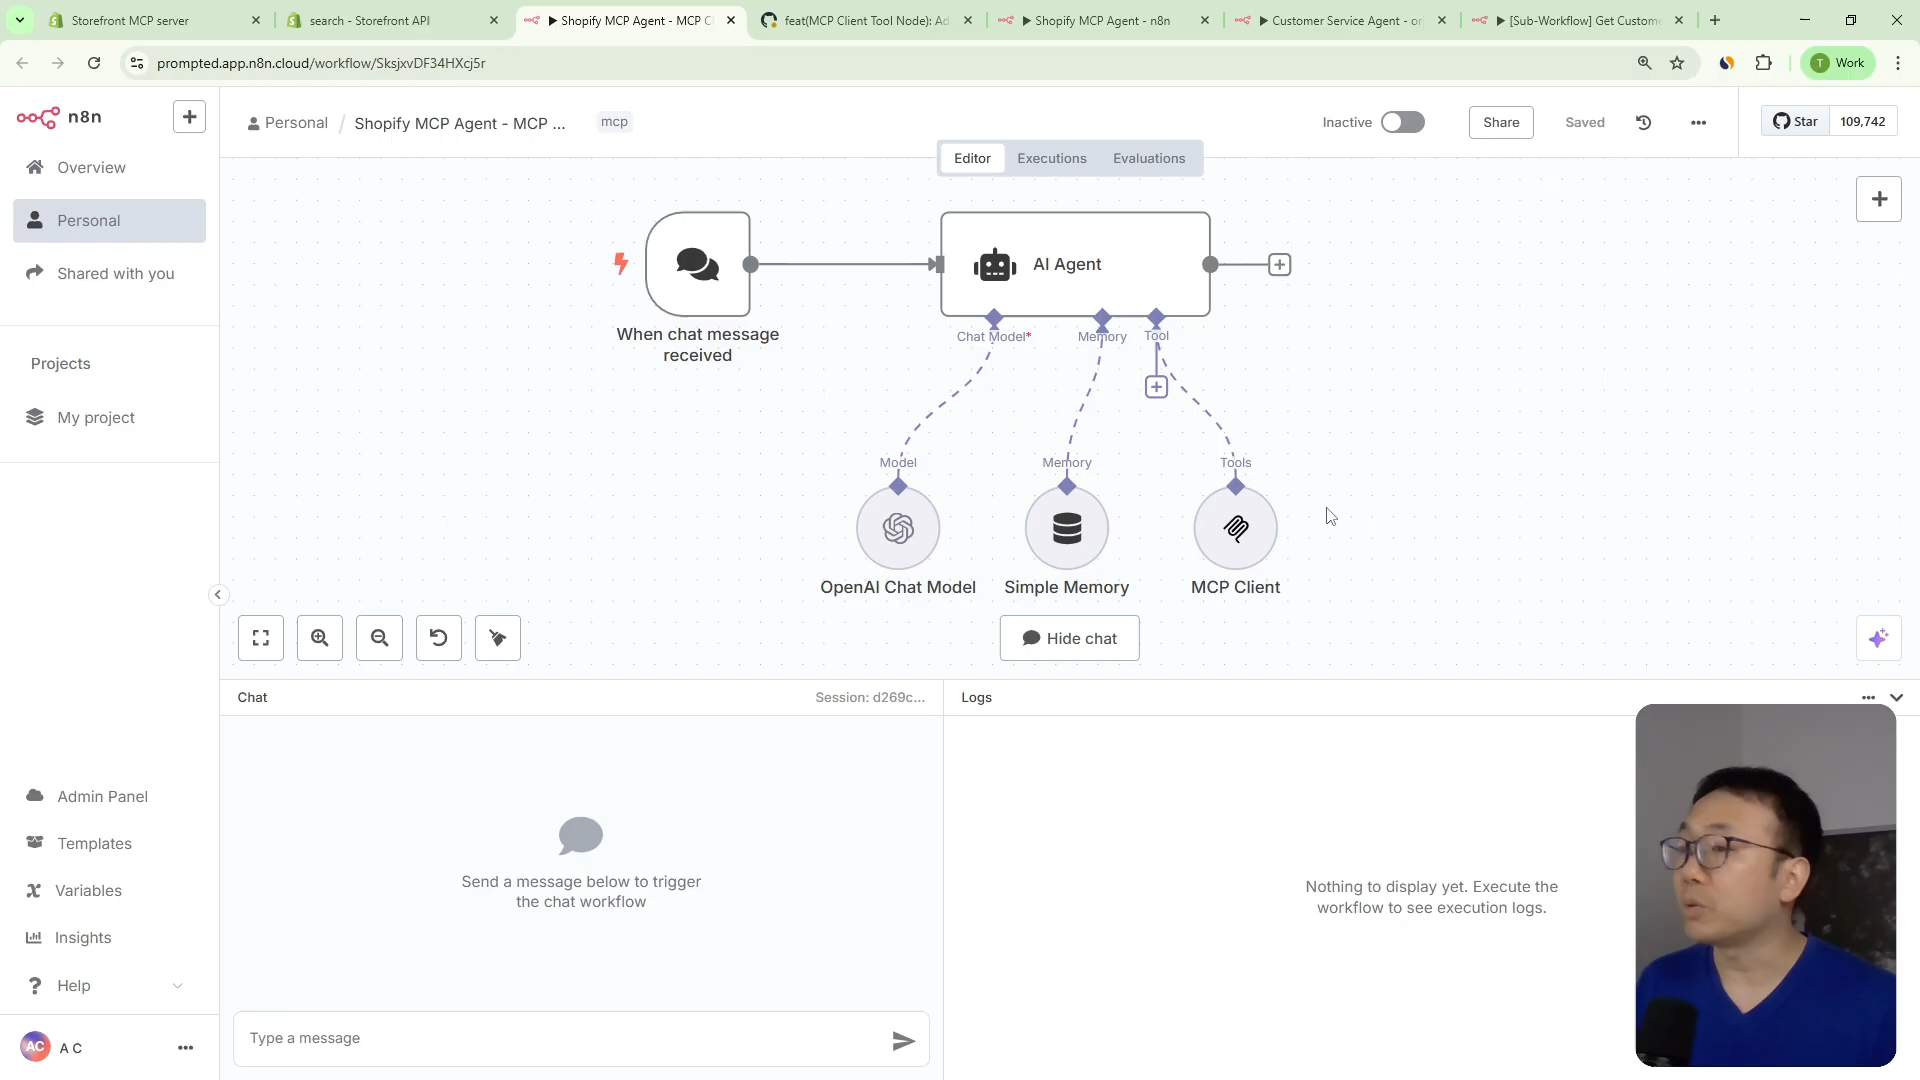 Storefront MCP server
search - Storefront API
Shopify MCP Agent - MCP C
feat(MCP Client Tool Node): Ad
Shopify MCP Agent - n8n
Customer Service Agent - or
[Sub-Workflow] Get Custome
prompted.app.n8n.cloud/workflow/SksjxvDF34HXcj5r
T
Work
n8n
Personal / Shopify MCP Agent - MCP ...
mcp
Inactive
Share
Saved
Star
109,742
Overview
Personal
Shared with you
Projects
My project
Admin Panel
Templates
Variables
Insights
Help
AC
A C
Editor
Executions
Evaluations
When chat message
received
AI Agent
Chat Model*
Memory
Tool
Model
Memory
Tools
OpenAI Chat Model
Simple Memory
MCP Client
Hide chat
Chat
Session: d269c...
Logs
Send a message below to trigger
the chat workflow
Nothing to display yet. Execute the
workflow to see execution logs.
Type a message